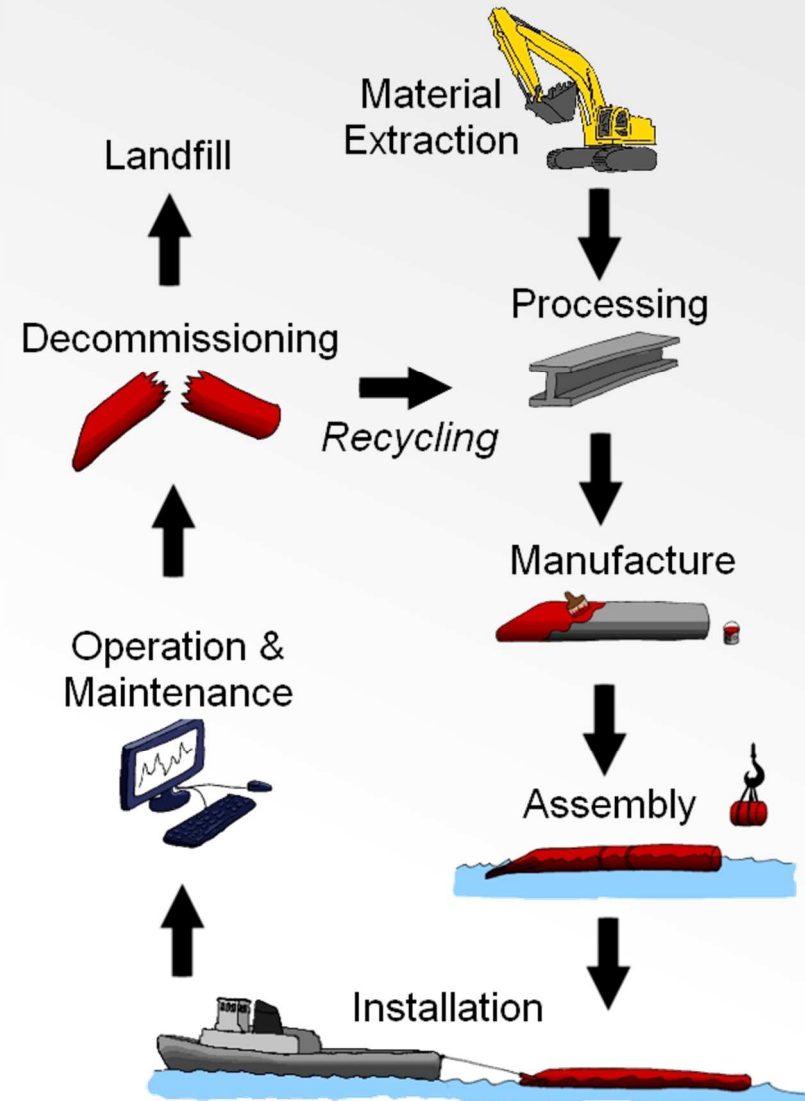 Material
Extraction
Landfill
Processing
Decommissioning
Recycling
Manufacture
Operation &
Maintenance
Assembly
Installation